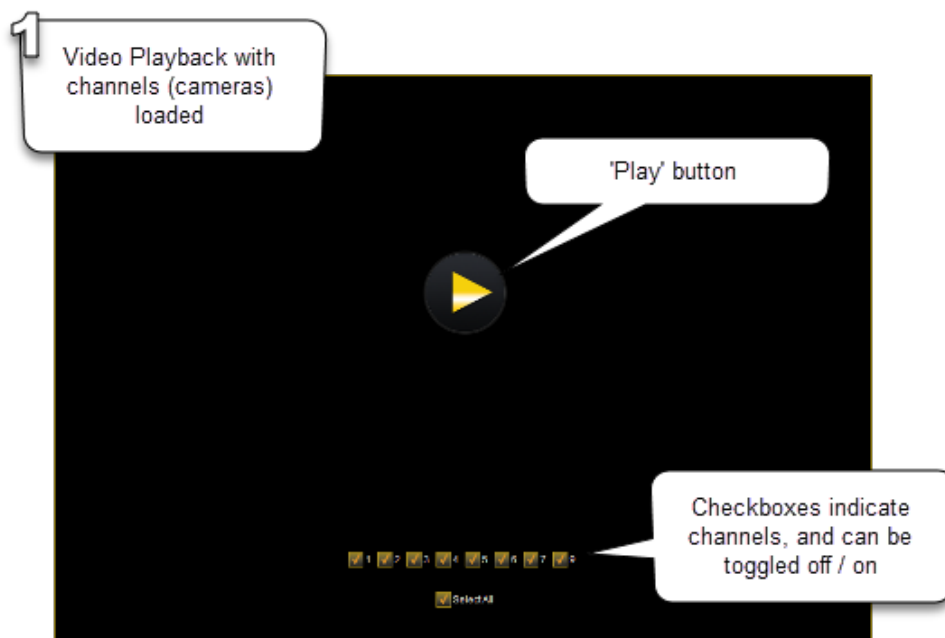 1
Video Playback with
channels (cameras)
loaded
'Play' button
Checkboxes indicate
channels, and can be
toggled off / on
1 2 3 4 5 6 7 9
Select All